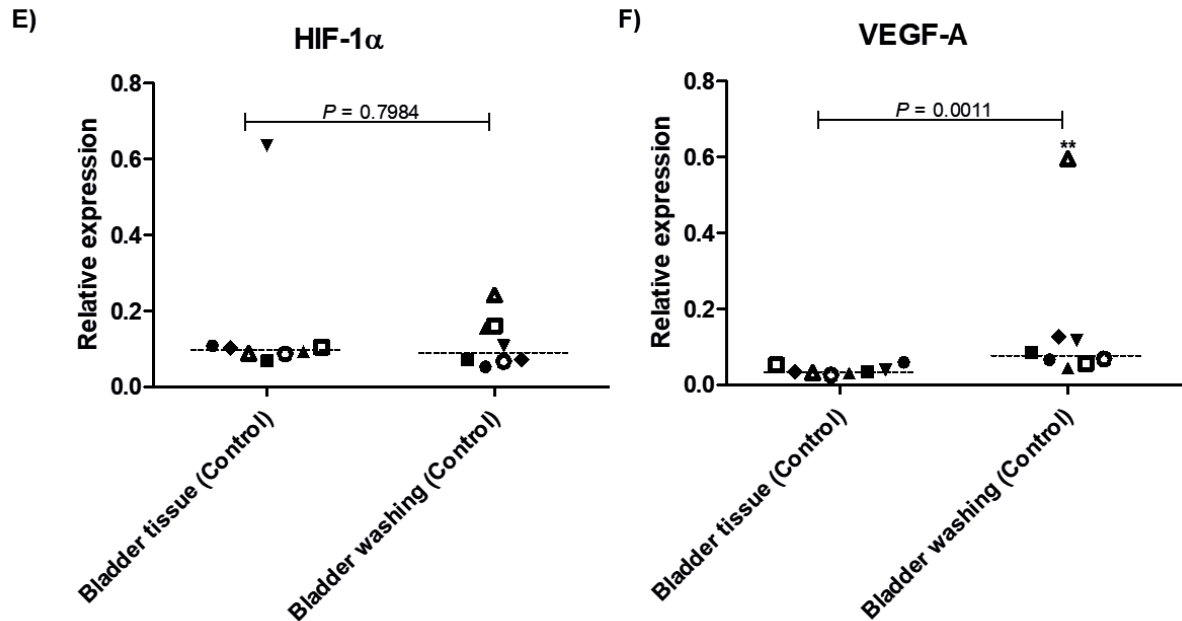 E)
HIF-1α
Relative expression
0.8
0.6
0.4
0.2
0.0
P = 0.7984
Bladder tissue (Control)
Bladder washing (Control)
F)
VEGF-A
Relative expression
0.8
0.6
0.4
0.2
0.0
P = 0.0011
**
Bladder tissue (Control)
Bladder washing (Control)